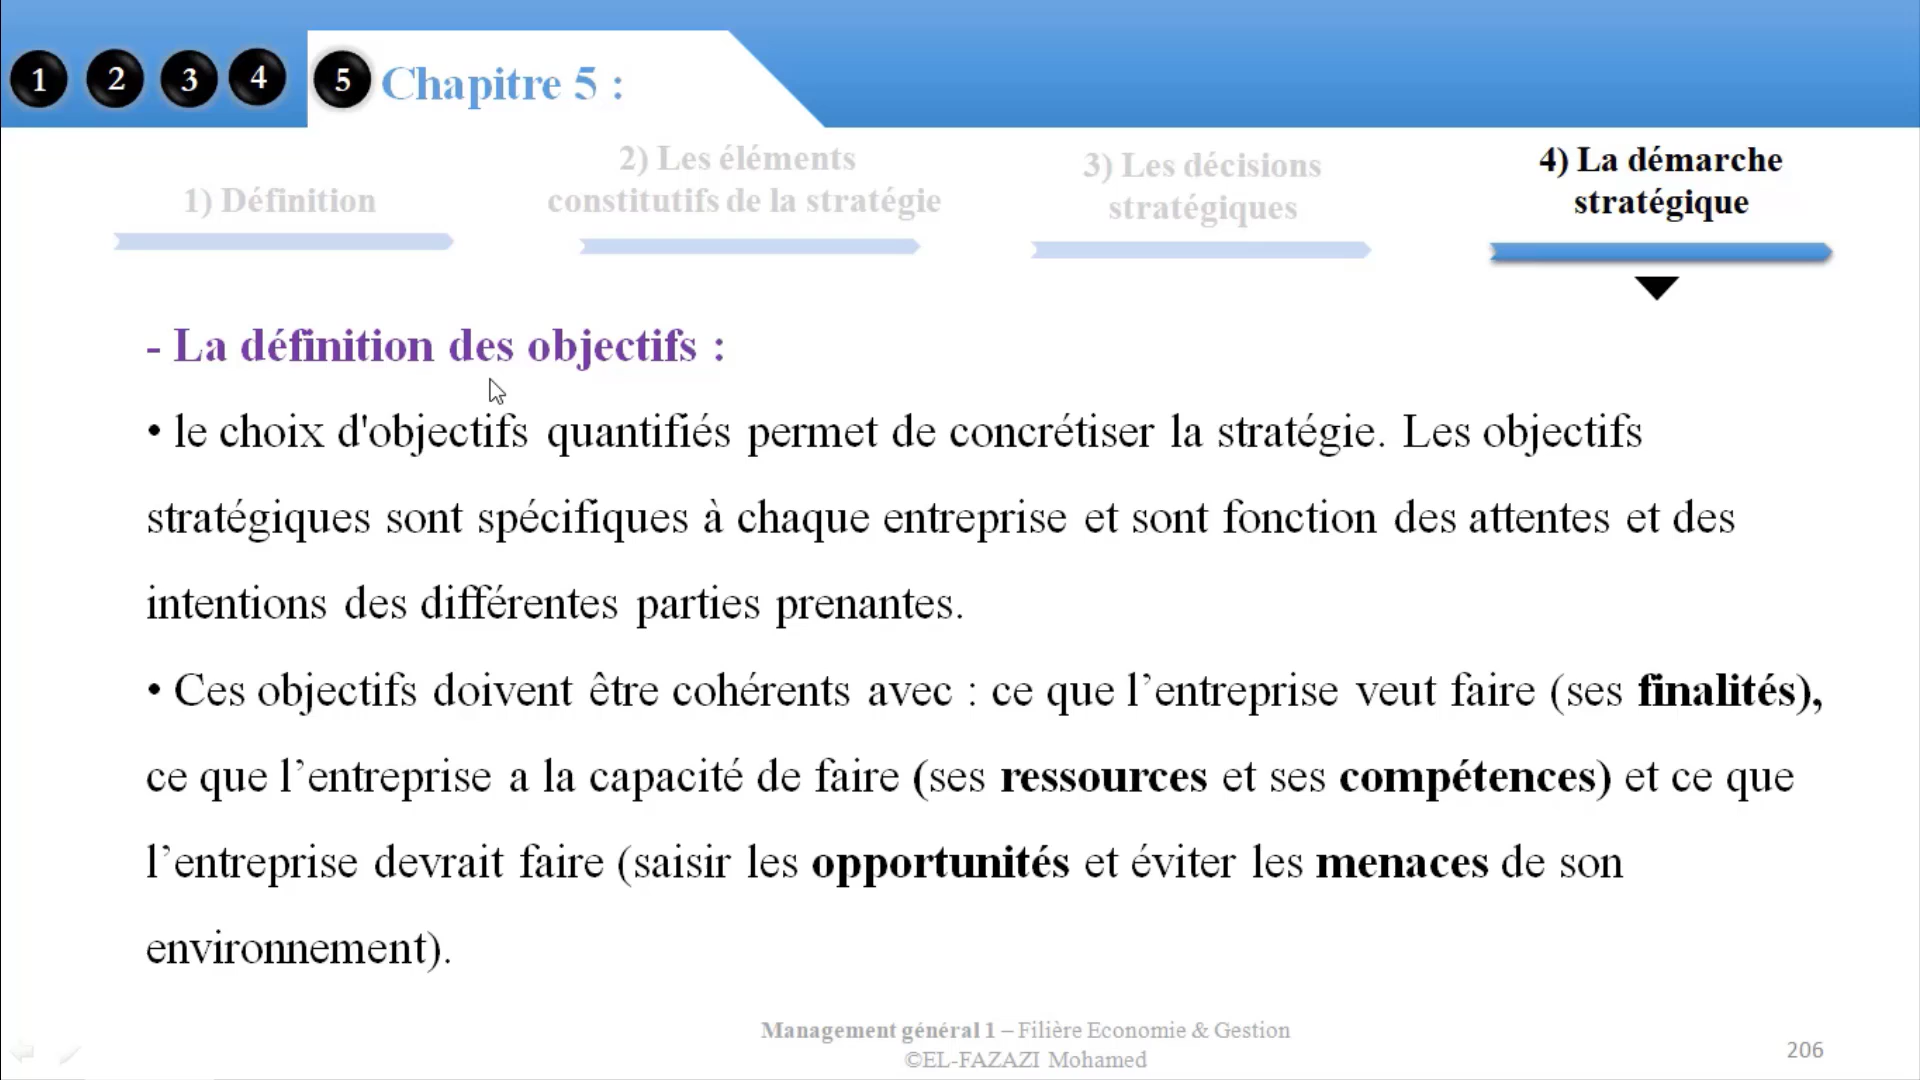 1 2 3 4 5 Chapitre 5 :
1) Définition
2) Les éléments
constitutifs de la stratégie
3) Les décisions
stratégiques
4) La démarche
stratégique
- La définition des objectifs :
• le choix d'objectifs quantifiés permet de concrétiser la stratégie. Les objectifs
stratégiques sont spécifiques à chaque entreprise et sont fonction des attentes et des
intentions des différentes parties prenantes.
• Ces objectifs doivent être cohérents avec : ce que l’entreprise veut faire (ses finalités),
ce que l’entreprise a la capacité de faire (ses ressources et ses compétences) et ce que
l’entreprise devrait faire (saisir les opportunités et éviter les menaces de son
environnement).
Management général 1 – Filière Economie & Gestion
©EL-FAZAZI Mohamed
206